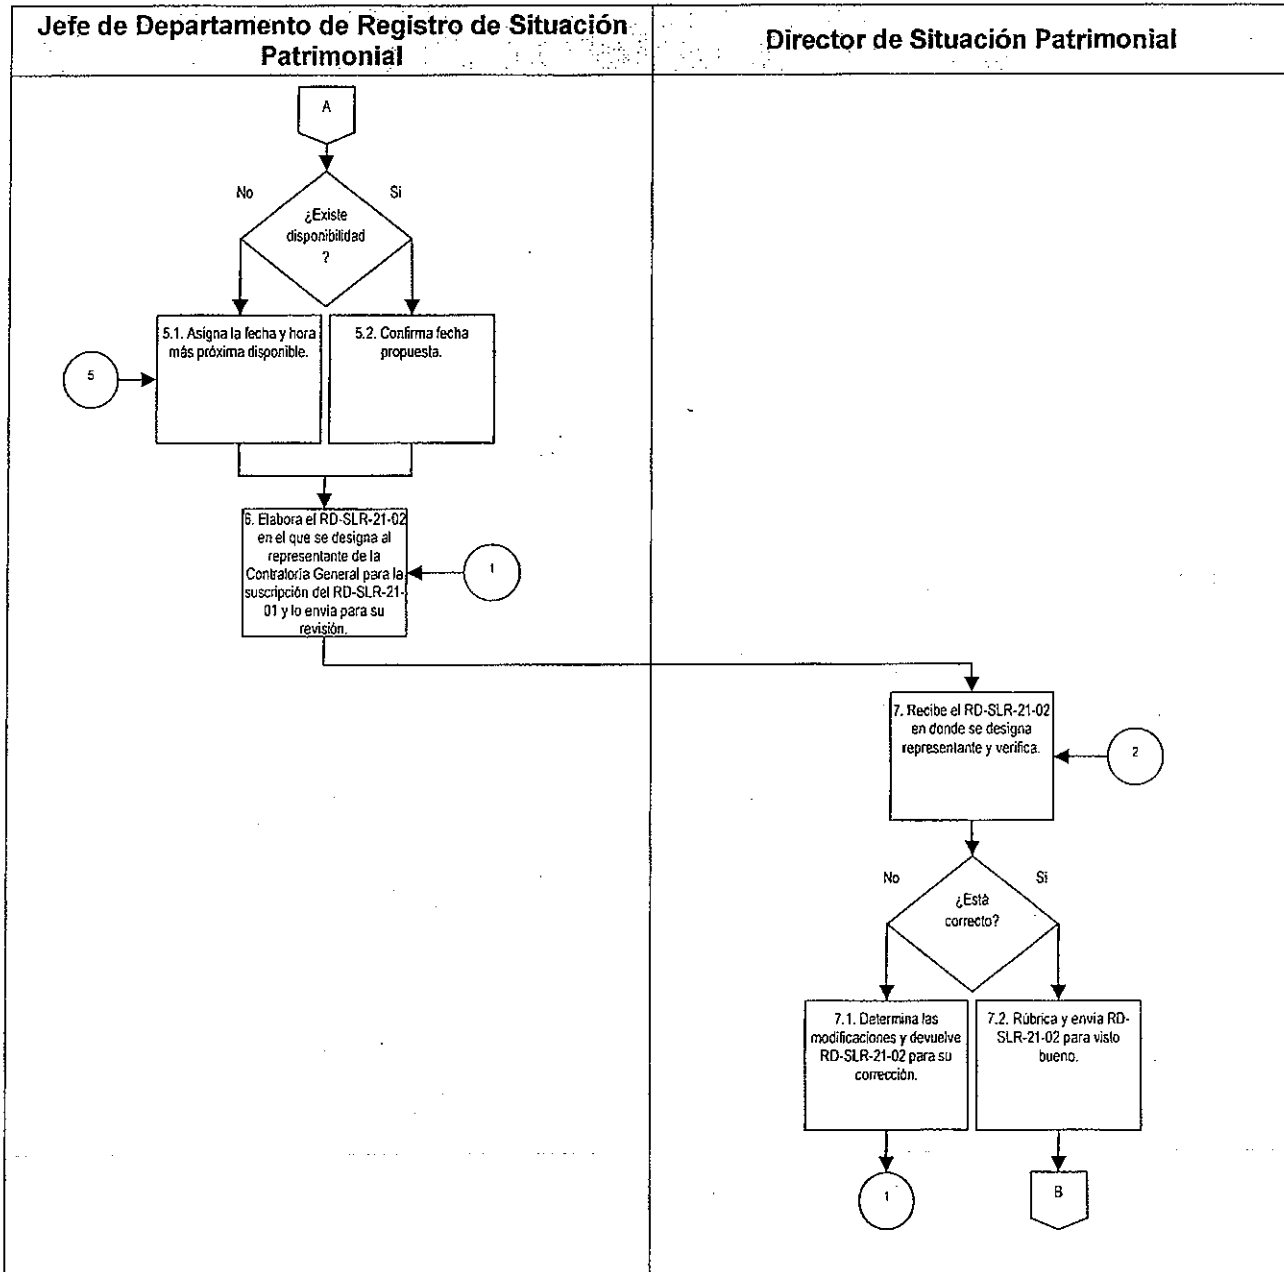 Jefe de Departamento de Registro de Situación
Patrimonial
Director de Situación Patrimonial
A
No
Si
¿Existe
disponibilidad
?
5.1. Asigna la fecha y hora
más próxima disponible.
5.2. Confirma fecha
propuesta.
5
6. Elabora el RD-SLR-21-02
en el que se designa al
representante de la
Contraloría General para la
suscripción del RD-SLR-21-
01 y lo envia para su
revisión.
1
7. Recibe el RD-SLR-21-02
en donde se designa
representante y verifica.
2
No
Si
¿Está
correcto?
7.1. Determina las
modificaciones y devuelve
RD-SLR-21-02 para su
corrección.
7.2. Rúbrica y envia RD-
SLR-21-02 para visto
bueno.
1
B